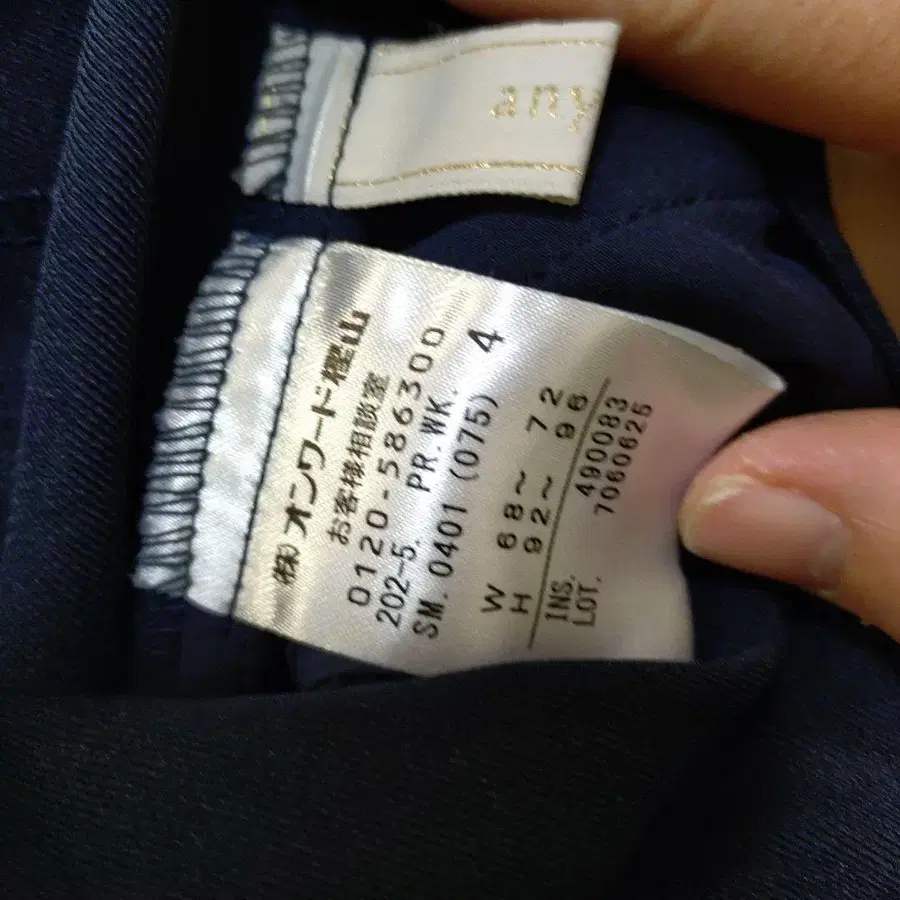 any
(株)オンワード樫山
お客様相談室
0120-586300
202-5. PR.WK.
SM. 0401 (075) 4
W 68~ 72
H 92~ 96
INS. 490083
LOT. 7060625